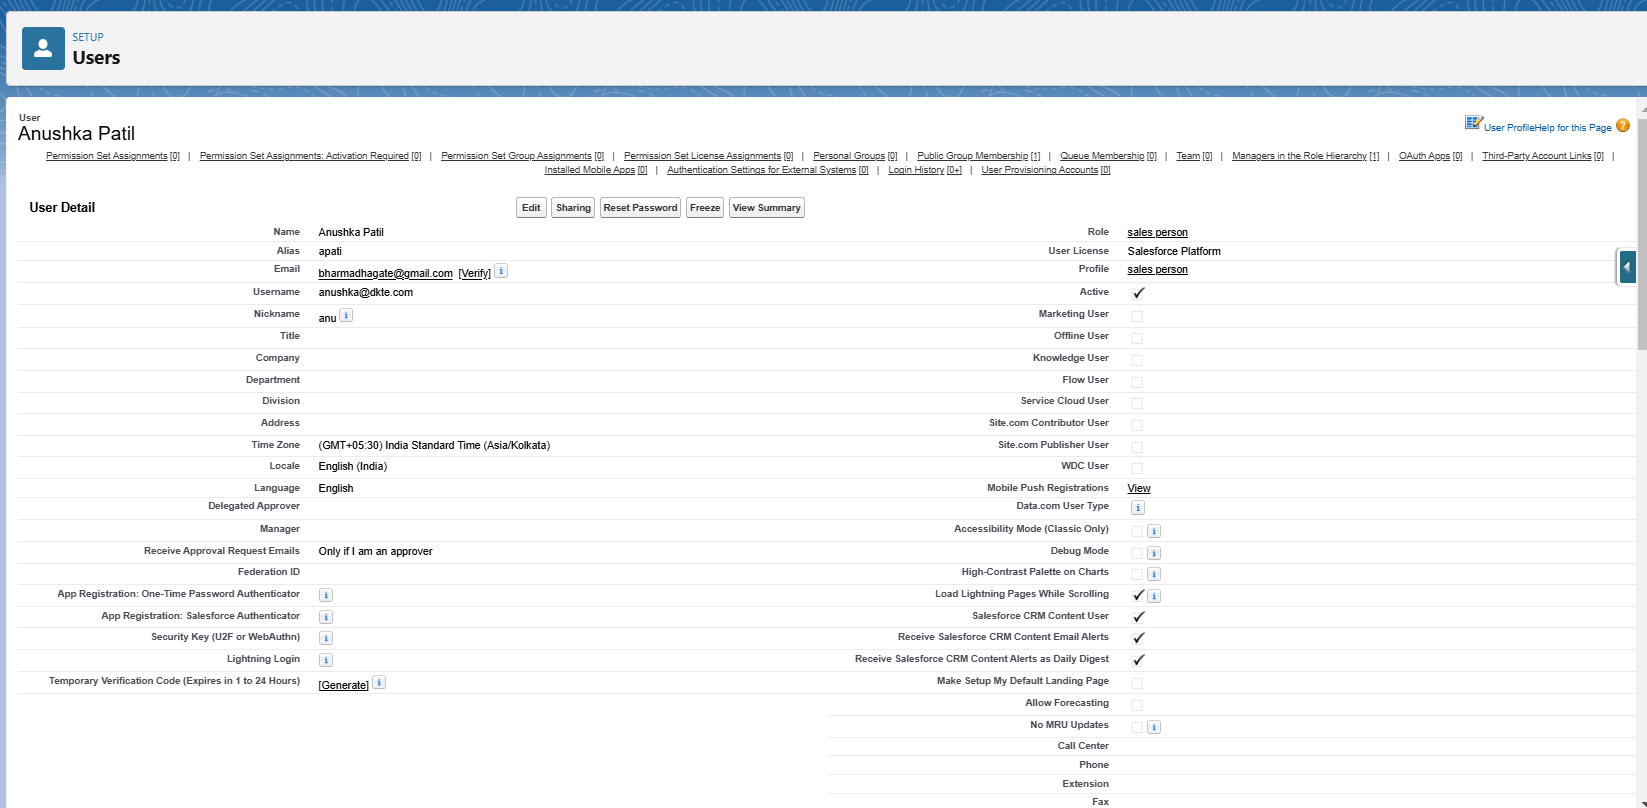 SETUP
Users
User
Anushka Patil
User Profile Help for this Page ?
Permission Set Assignments [0] | Permission Set Assignments: Activation Required [0] | Permission Set Group Assignments [0] | Permission Set License Assignments [0] | Personal Groups [0] | Public Group Membership [1] | Queue Membership [0] | Team [0] | Managers in the Role Hierarchy [1] | OAuth Apps [0] | Third-Party Account Links [0] |
Installed Mobile Apps [0] | Authentication Settings for External Systems [0] | Login History [0+] | User Provisioning Accounts [0]
User Detail
Edit Sharing Reset Password Freeze View Summary
Name Anushka Patil Role sales person
Alias apati User License Salesforce Platform
Email bharmadhagate@gmail.com [Verify] i Profile sales person
Username anushka@dkte.com Active
Nickname anu i Marketing User
Title Offline User
Company Knowledge User
Department Flow User
Division Service Cloud User
Address Site.com Contributor User
Time Zone (GMT+05:30) India Standard Time (Asia/Kolkata) Site.com Publisher User
Locale English (India) WDC User
Language English Mobile Push Registrations View
Delegated Approver Data.com User Type i
Manager Accessibility Mode (Classic Only) i
Receive Approval Request Emails Only if I am an approver Debug Mode i
Federation ID High-Contrast Palette on Charts i
App Registration: One-Time Password Authenticator i Load Lightning Pages While Scrolling i
App Registration: Salesforce Authenticator i Salesforce CRM Content User
Security Key (U2F or WebAuthn) i Receive Salesforce CRM Content Email Alerts
Lightning Login i Receive Salesforce CRM Content Alerts as Daily Digest
Temporary Verification Code (Expires in 1 to 24 Hours) [Generate] i Make Setup My Default Landing Page
Allow Forecasting
No MRU Updates i
Call Center
Phone
Extension
Fax